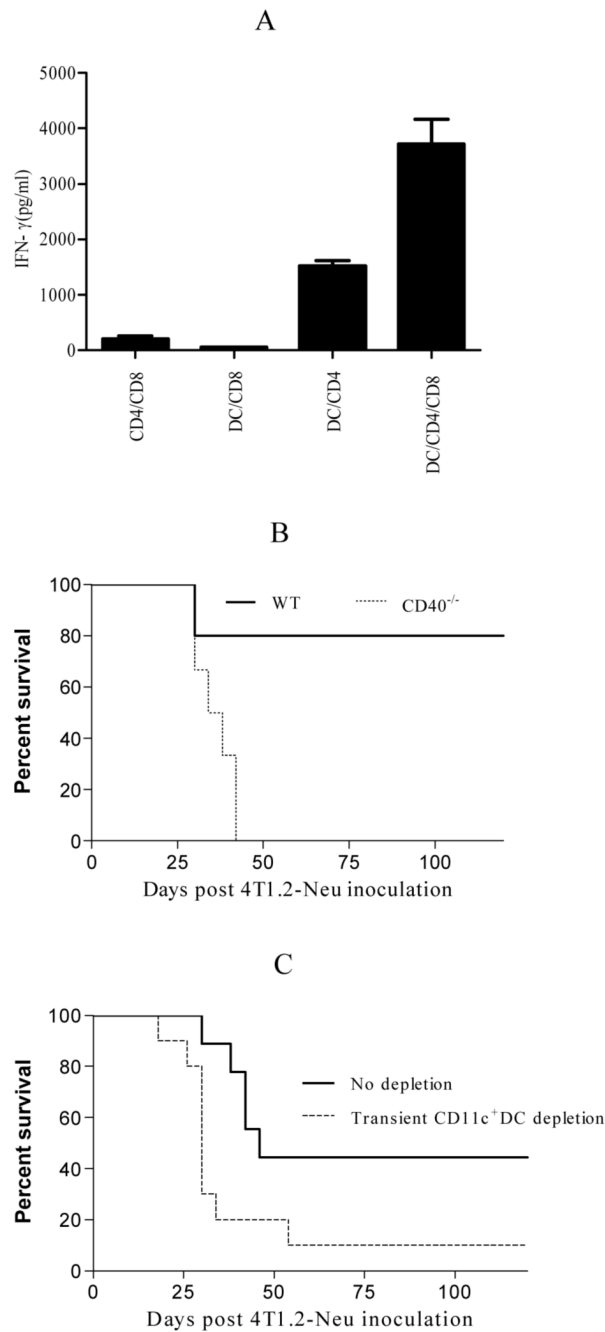 A
5000
4000
3000
2000
1000
0
IFN- γ(pg/ml)
CD4/CD8
DC/CD8
DC/CD4
DC/CD4/CD8
B
100
80
60
40
20
0
Percent survival
WT
CD40-/-
0 25 50 75 100
Days post 4T1.2-Neu inoculation
C
100
80
60
40
20
0
Percent survival
No depletion
Transient CD11c+DC depletion
0 25 50 75 100
Days post 4T1.2-Neu inoculation